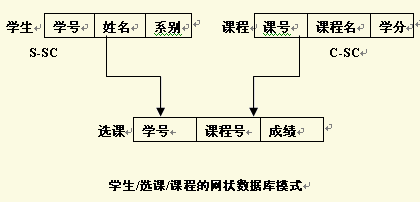 学生 学号 姓名 系别 课程 课号 课程名 学分
S-SC C-SC
选课 学号 课程号 成绩
学生/选课/课程的网状数据库模式